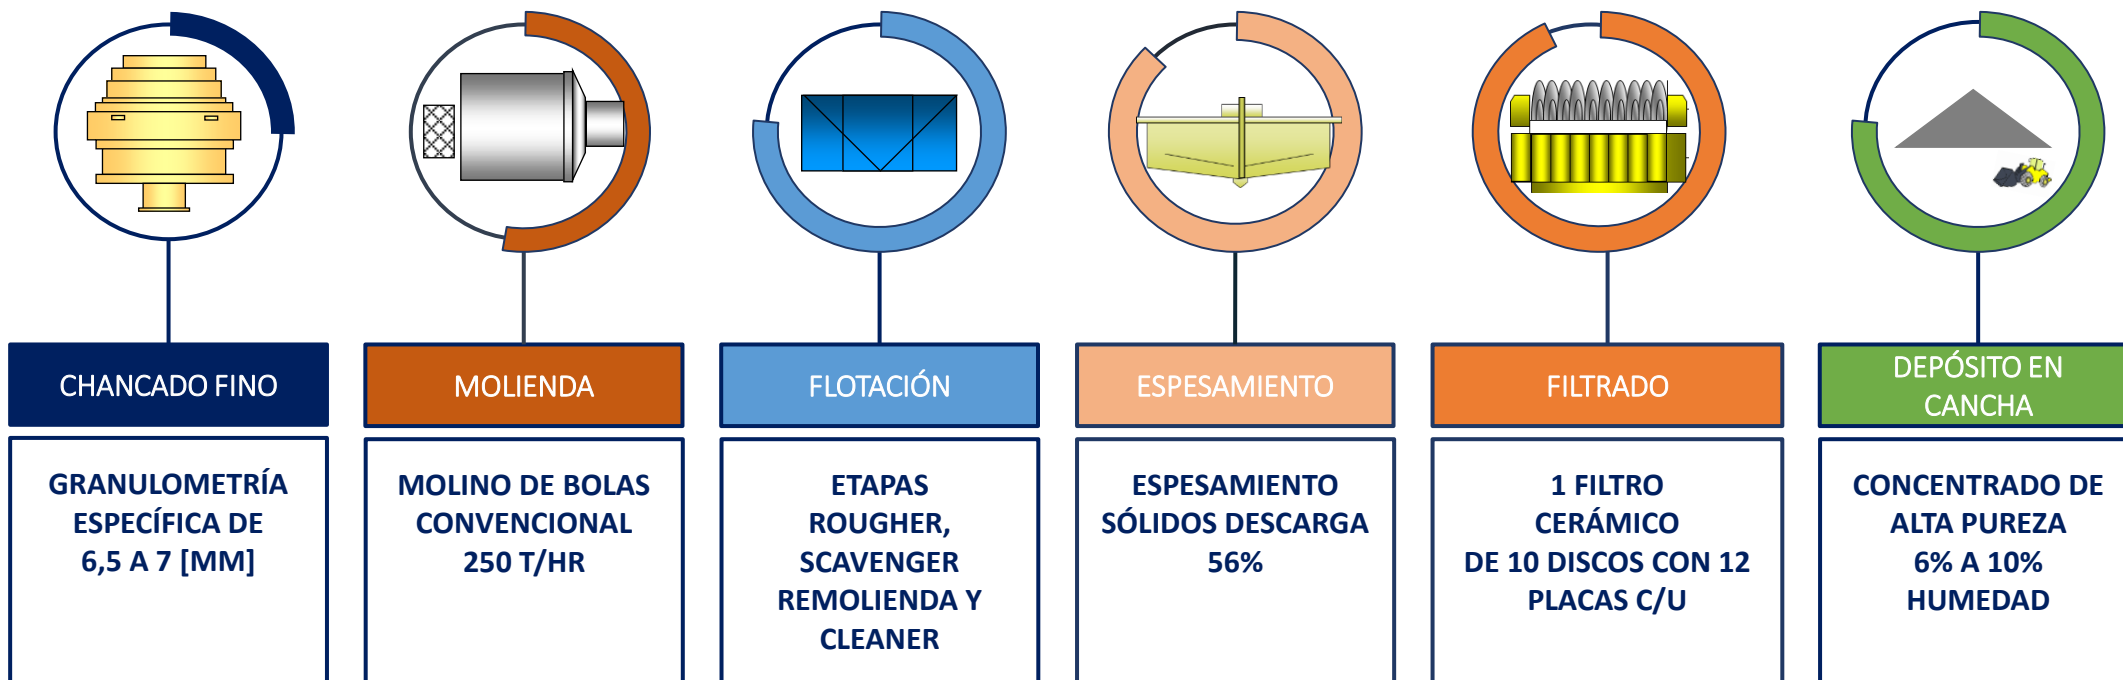 CHANCADO FINO
MOLIENDA
FLOTACIÓN
ESPESAMIENTO
FILTRADO
DEPÓSITO EN
CANCHA
GRANULOMETRÍA
ESPECÍFICA DE
6,5 A 7 [MM]
MOLINO DE BOLAS
CONVENCIONAL
250 T/HR
ETAPAS
ROUGHER,
SCAVENGER
REMOLIENDA Y
CLEANER
ESPESAMIENTO
SÓLIDOS DESCARGA
56%
1 FILTRO
CERÁMICO
DE 10 DISCOS CON 12
PLACAS C/U
CONCENTRADO DE
ALTA PUREZA
6% A 10%
HUMEDAD